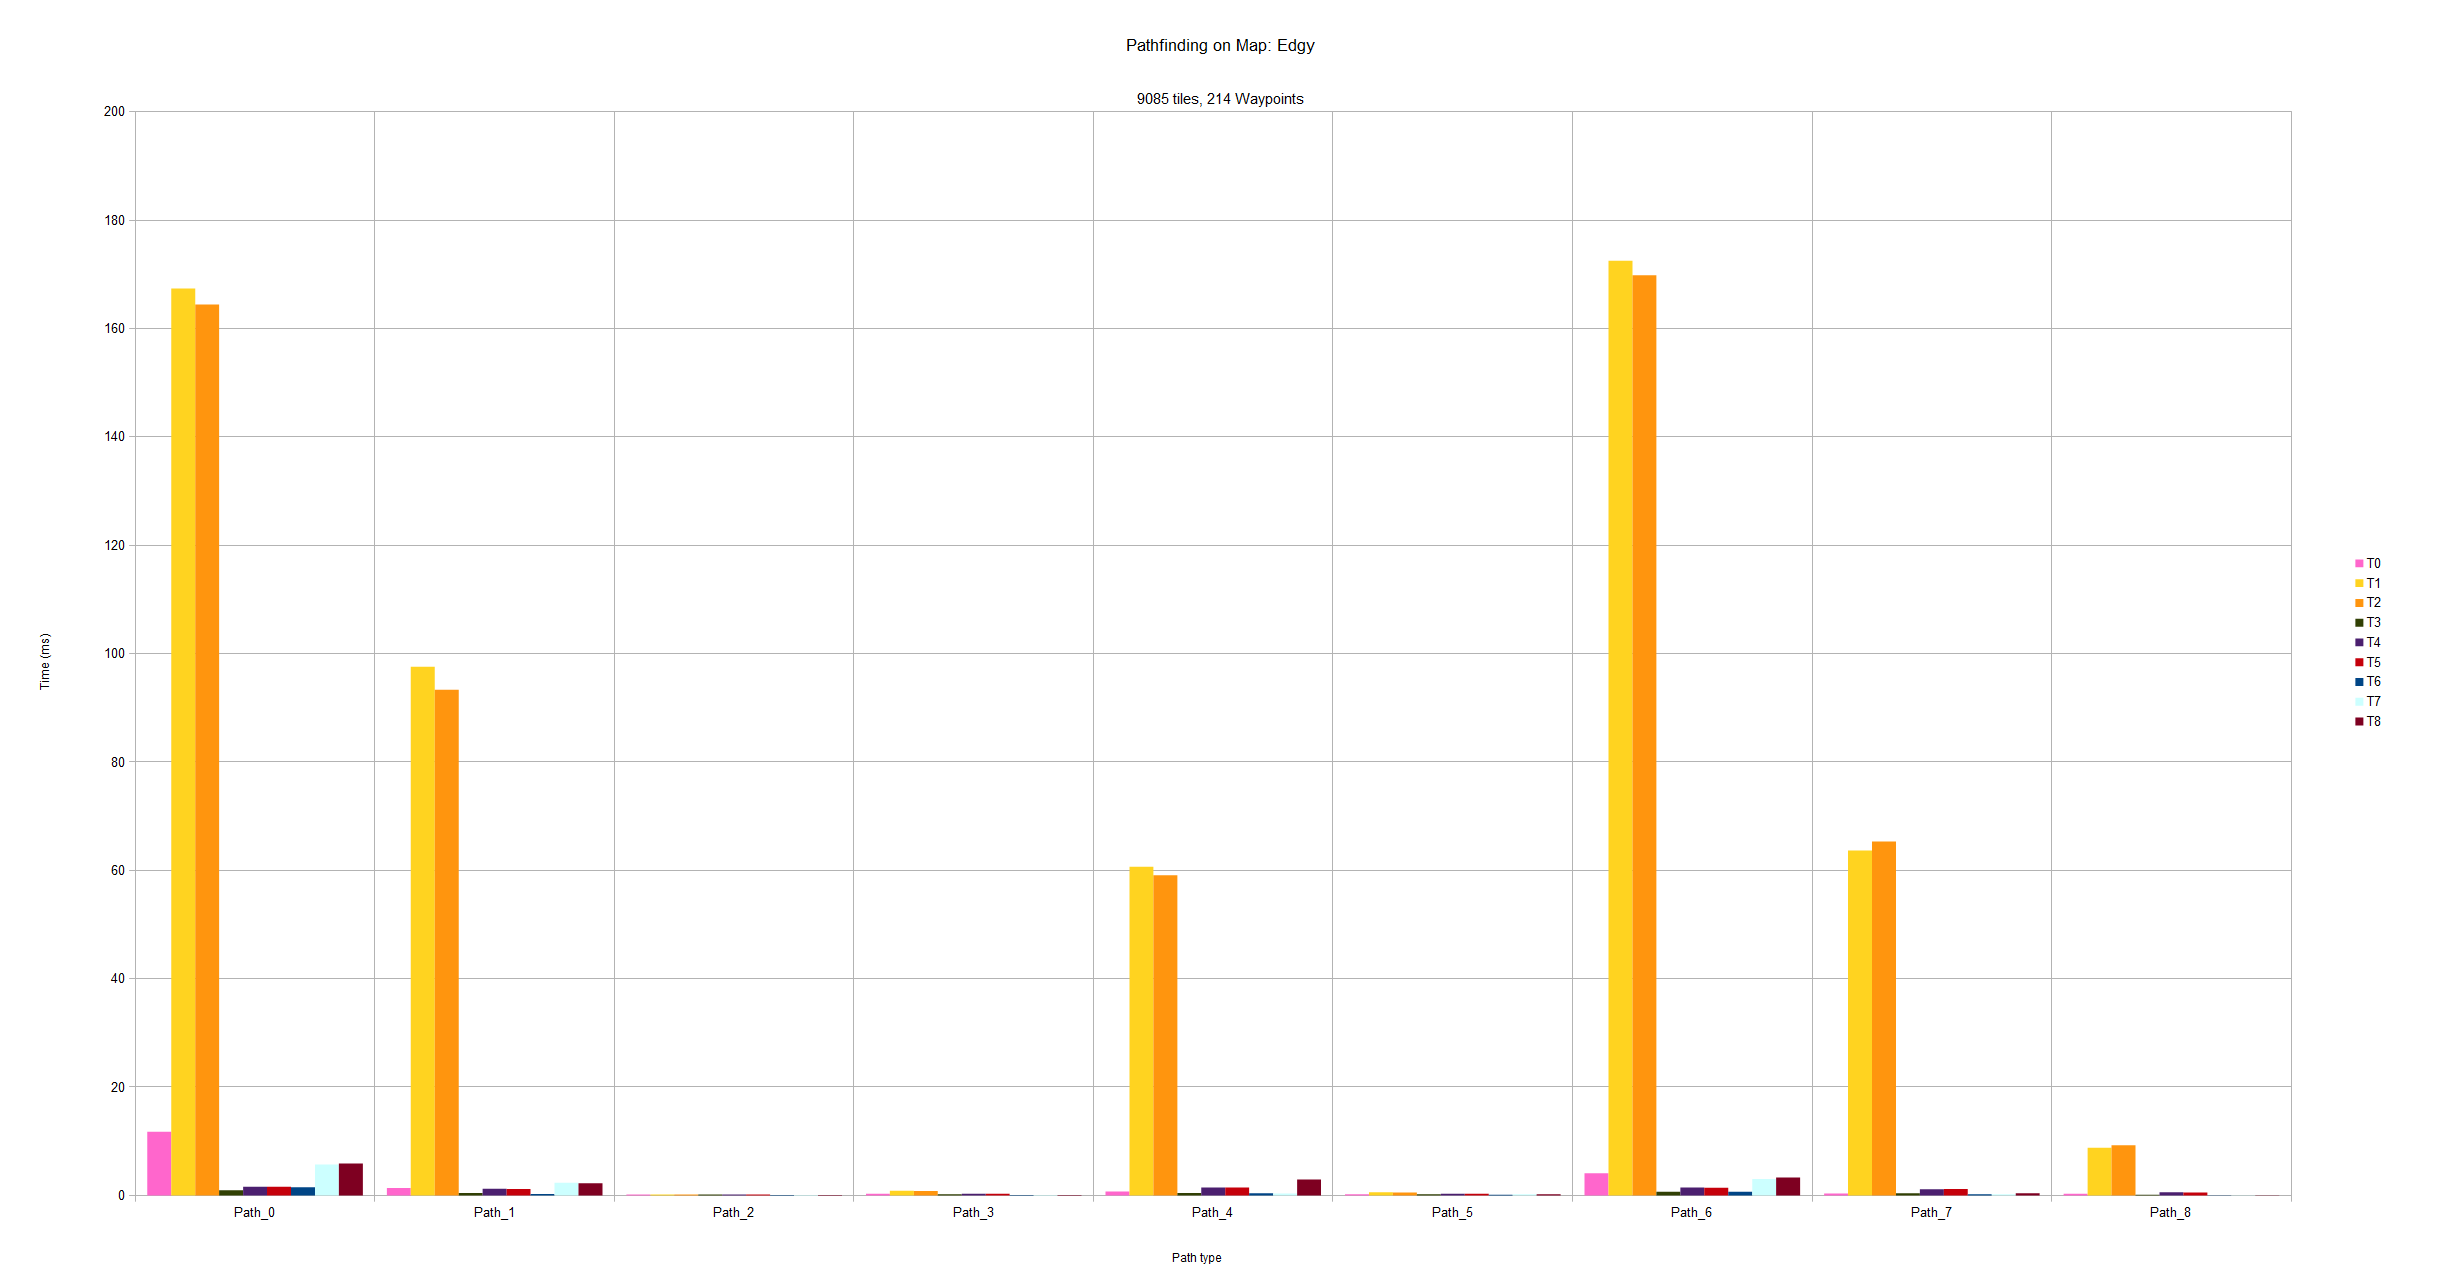 Pathfinding on Map: Edgy
9085 tiles, 214 Waypoints
200
180
160
140
120
100
80
60
40
20
0
Time (ms)
Path_0
Path_1
Path_2
Path_3
Path_4
Path_5
Path_6
Path_7
Path_8
Path type
T0
T1
T2
T3
T4
T5
T6
T7
T8